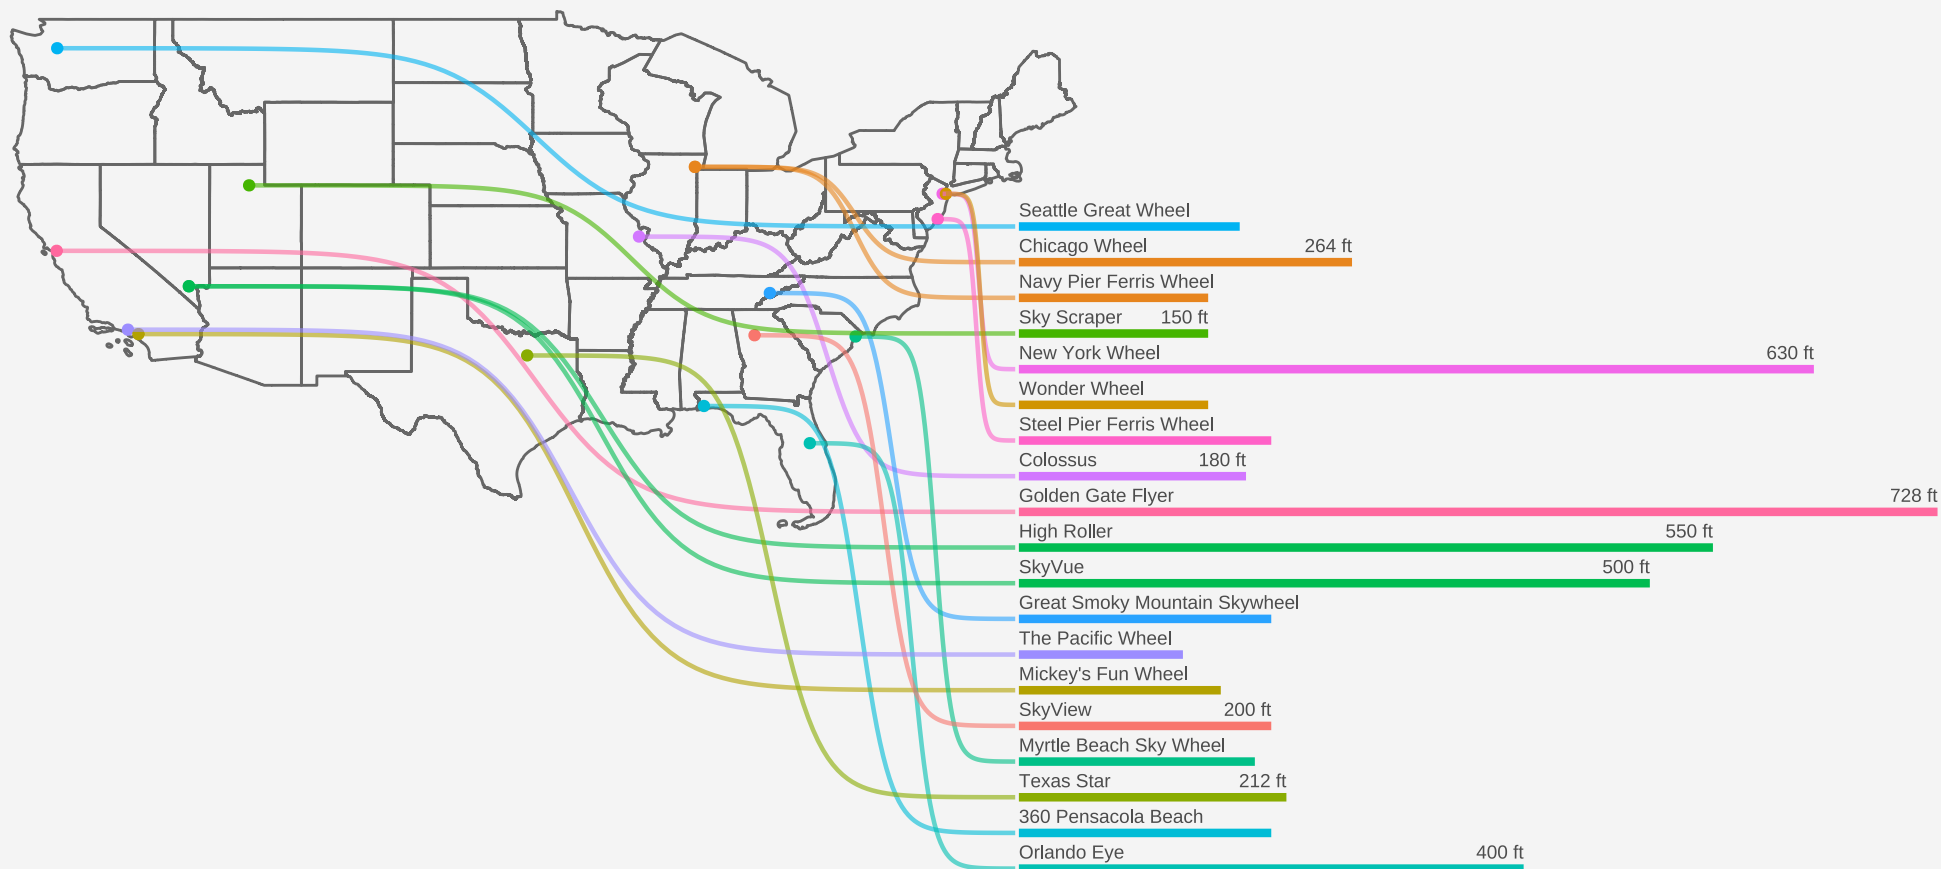 Seattle Great Wheel
Chicago Wheel 264 ft
Navy Pier Ferris Wheel
Sky Scraper 150 ft
New York Wheel 630 ft
Wonder Wheel
Steel Pier Ferris Wheel
Colossus 180 ft
Golden Gate Flyer 728 ft
High Roller 550 ft
SkyVue 500 ft
Great Smoky Mountain Skywheel
The Pacific Wheel
Mickey's Fun Wheel
SkyView 200 ft
Myrtle Beach Sky Wheel
Texas Star 212 ft
360 Pensacola Beach
Orlando Eye 400 ft